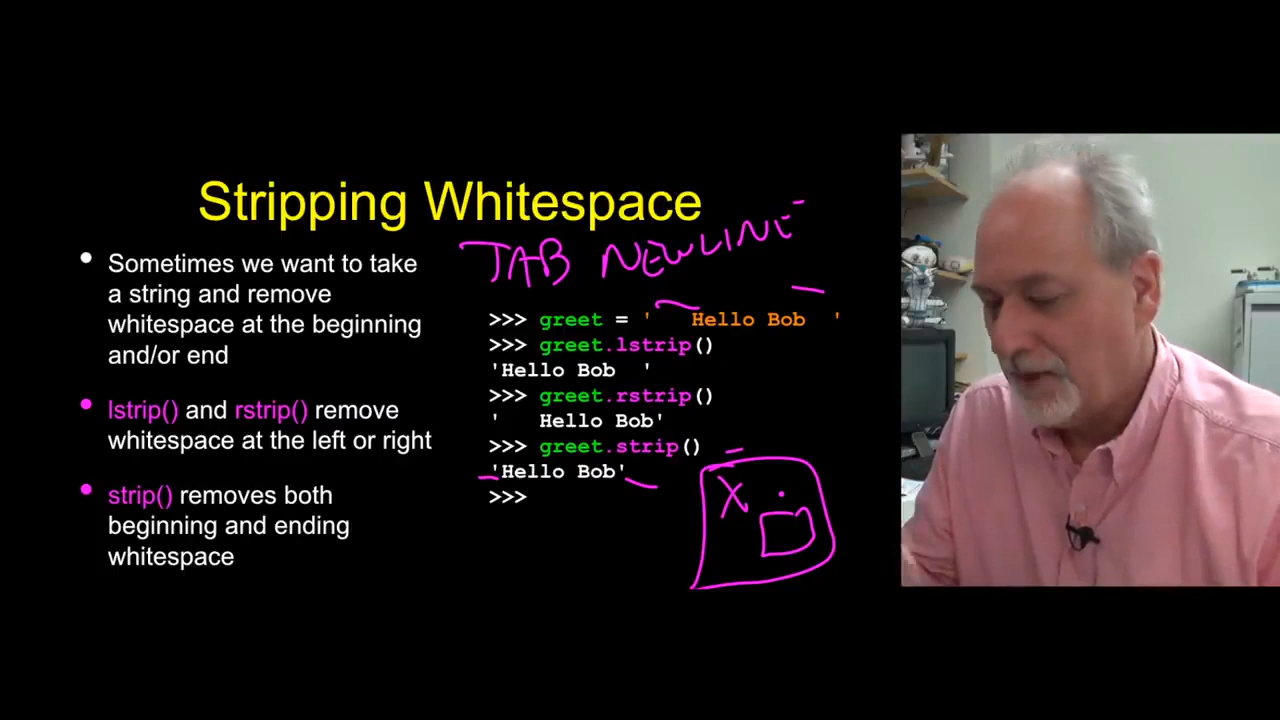 Stripping Whitespace
TAB NEWLINE
• Sometimes we want to take
a string and remove
whitespace at the beginning
and/or end
• lstrip() and rstrip() remove
whitespace at the left or right
• strip() removes both
beginning and ending
whitespace
>>> greet = '   Hello Bob  '
>>> greet.lstrip()
'Hello Bob  '
>>> greet.rstrip()
'   Hello Bob'
>>> greet.strip()
'Hello Bob'
>>>
X